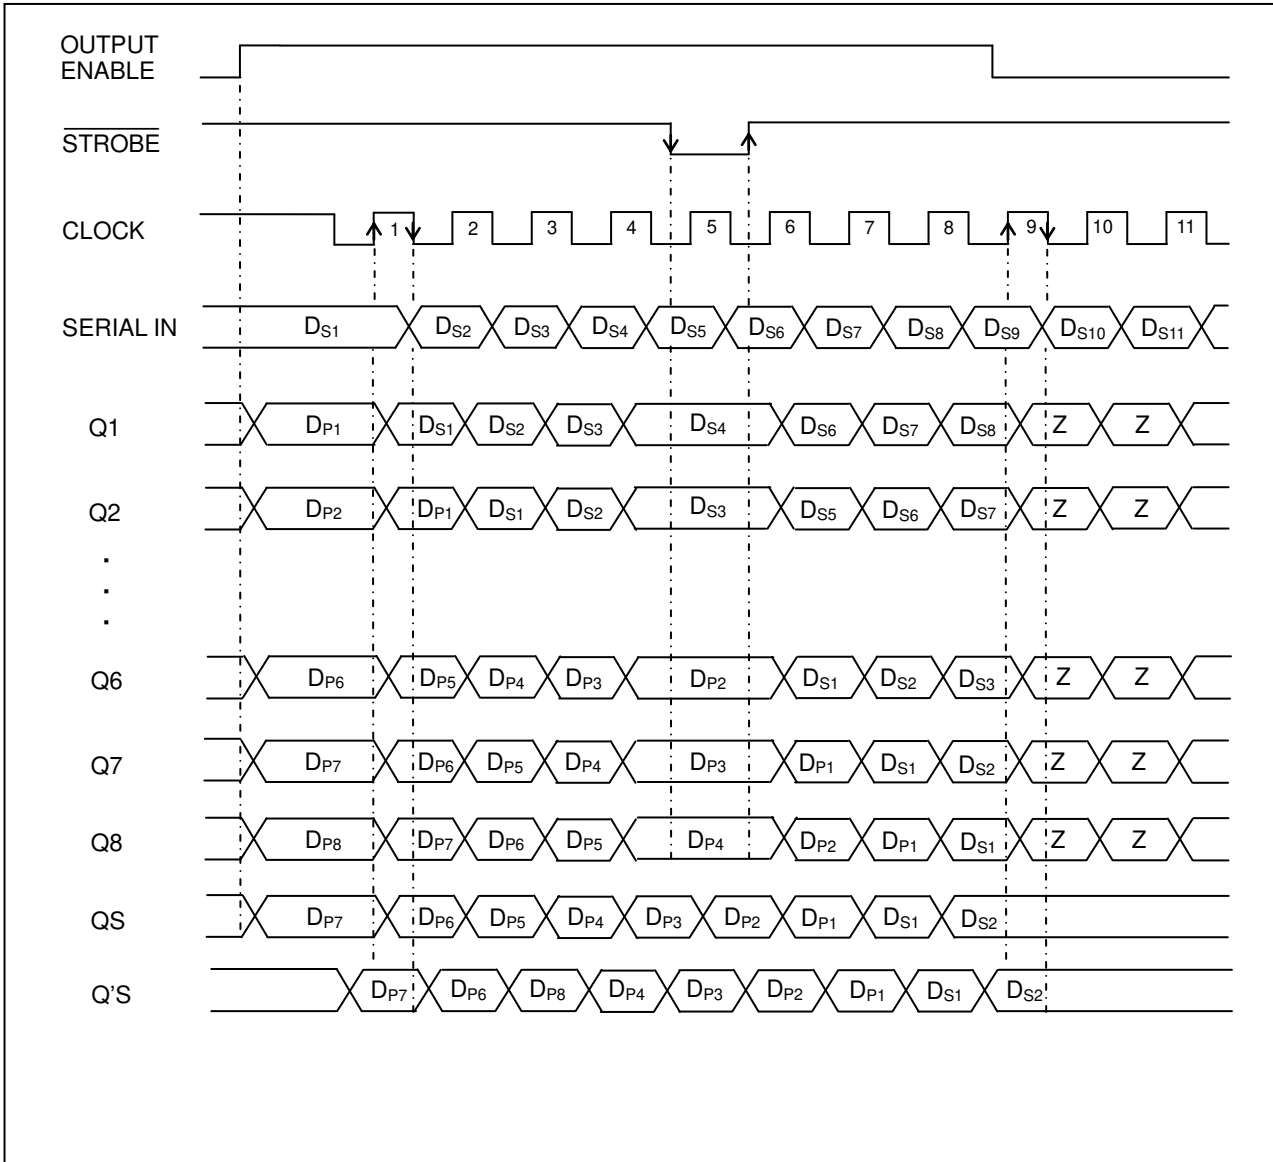 OUTPUT
ENABLE
STROBE
CLOCK 1 2 3 4 5 6 7 8 9 10 11
SERIAL IN DS1 DS2 DS3 DS4 DS5 DS6 DS7 DS8 DS9 DS10 DS11
Q1 DP1 DS1 DS2 DS3 DS4 DS6 DS7 DS8 Z Z
Q2 DP2 DP1 DS1 DS2 DS3 DS5 DS6 DS7 Z Z
.
.
.
Q6 DP6 DP5 DP4 DP3 DP2 DS1 DS2 DS3 Z Z
Q7 DP7 DP6 DP5 DP4 DP3 DP1 DS1 DS2 Z Z
Q8 DP8 DP7 DP6 DP5 DP4 DP2 DP1 DS1 Z Z
QS DP7 DP6 DP5 DP4 DP3 DP2 DP1 DS1 DS2
Q'S DP7 DP6 DP8 DP4 DP3 DP2 DP1 DS1 DS2